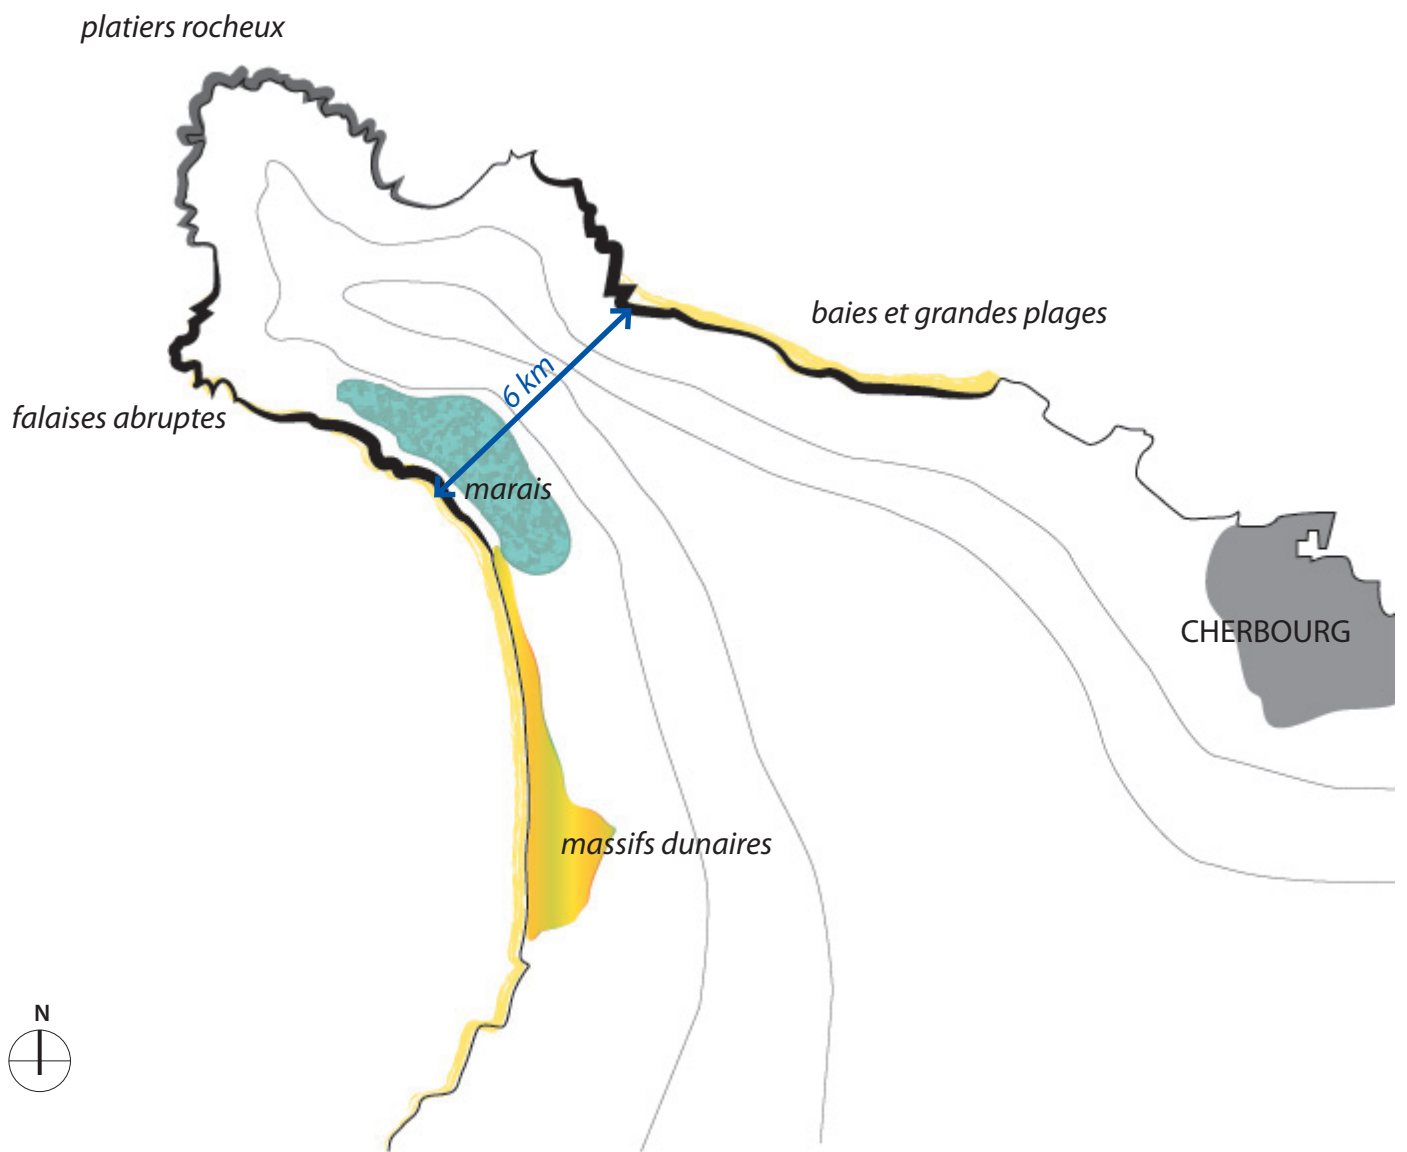 platiers rocheux
baies et grandes plages
6 km
falaises abruptes
marais
CHERBOURG
massifs dunaires
N